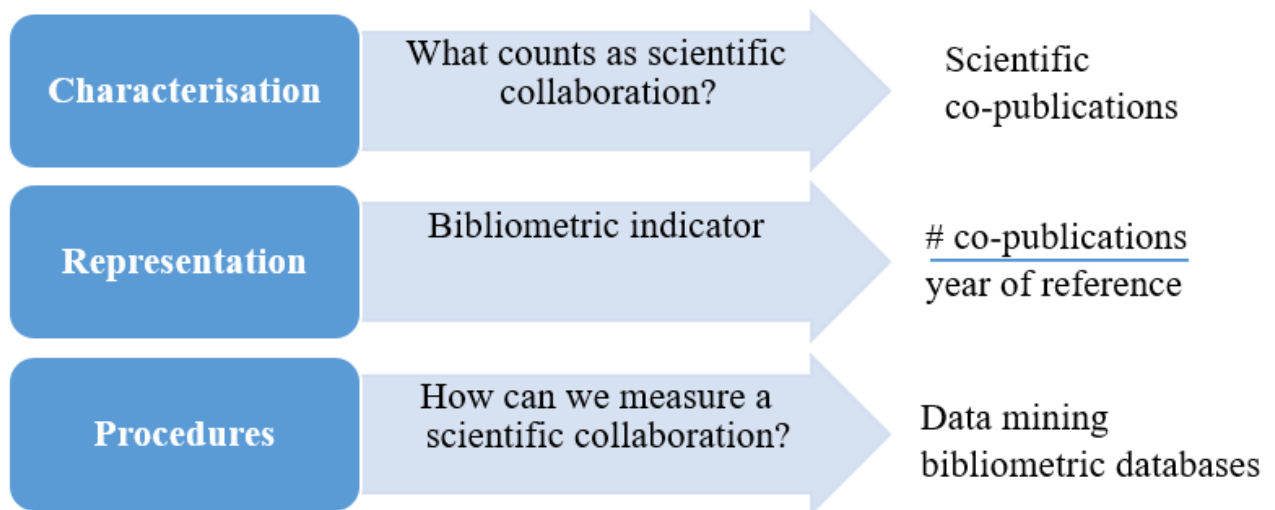 Characterisation
What counts as scientific
collaboration?
Scientific
co-publications
Representation
Bibliometric indicator
# co-publications
year of reference
Procedures
How can we measure a
scientific collaboration?
Data mining
bibliometric databases